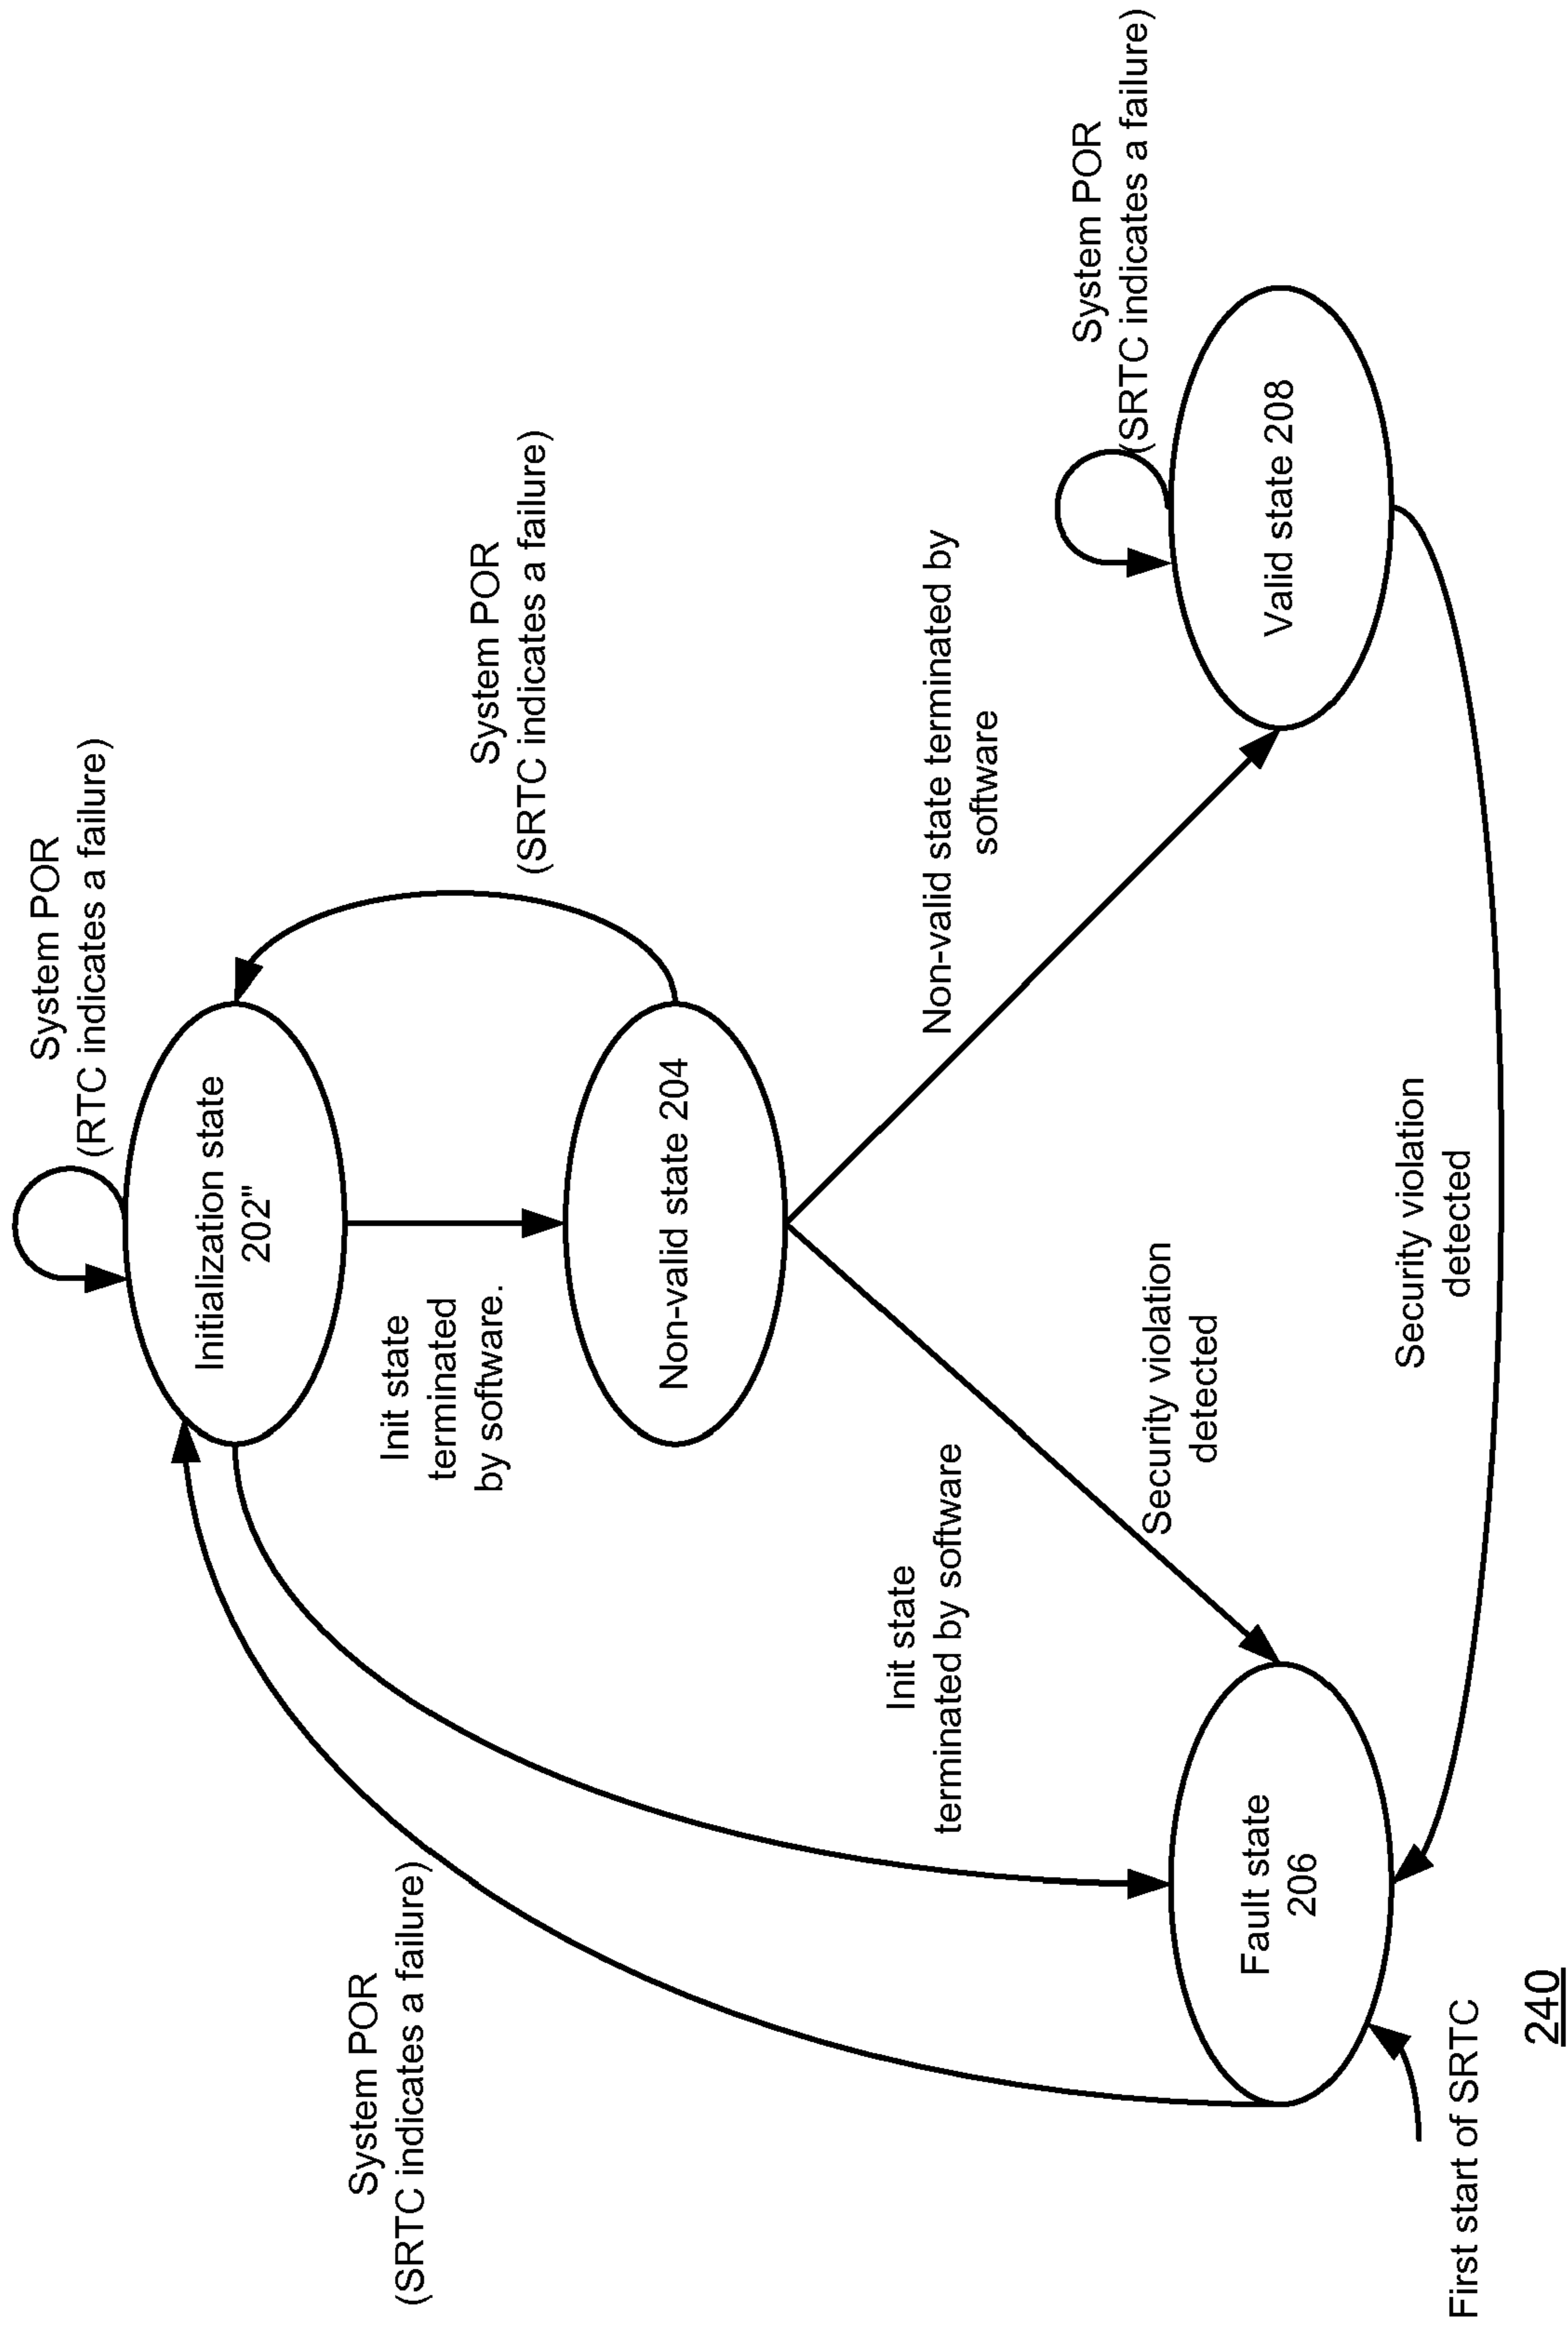 System POR
(RTC indicates a failure)
Initialization state
202"
System POR
(SRTC indicates a failure)
Init state
terminated
by software.
System POR
(SRTC indicates a failure)
Non-valid state 204
Init state
terminated by software
Non-valid state terminated by
software
System POR
(SRTC indicates a failure)
Security violation
detected
Fault state
206
Valid state 208
Security violation
detected
First start of SRTC
240